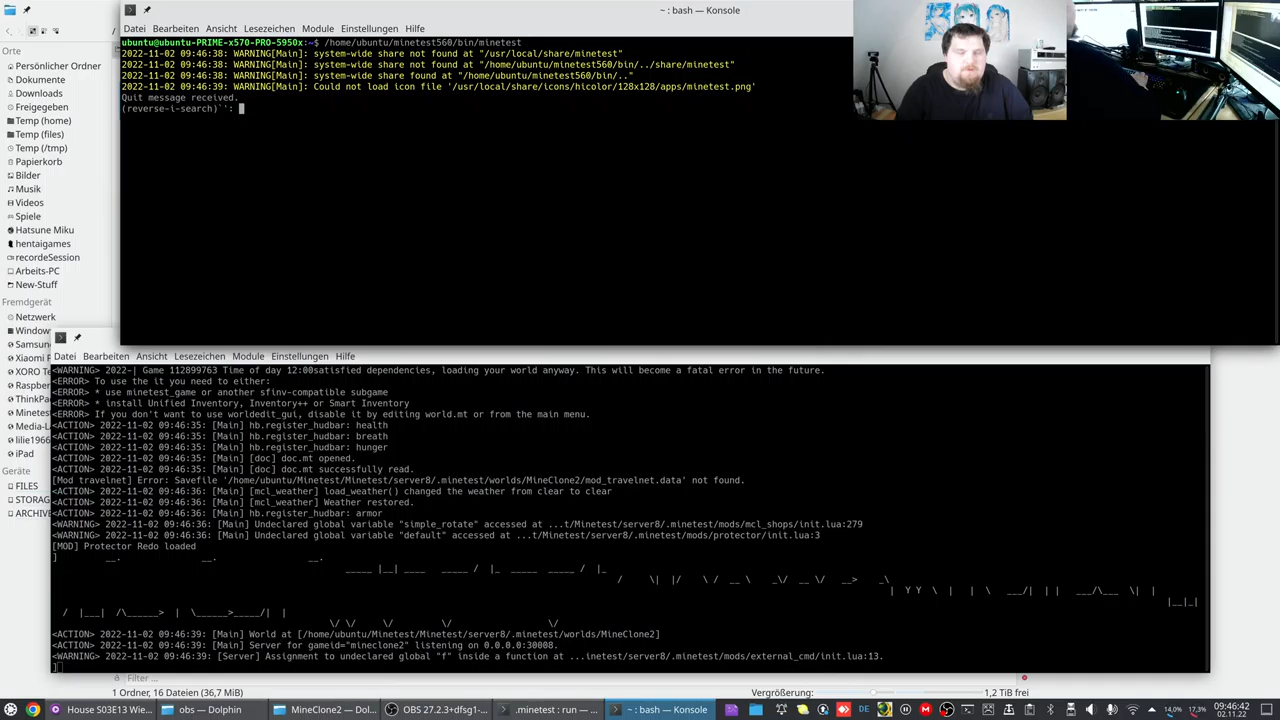 ~ : bash — Konsole
Datei Bearbeiten Ansicht Lesezeichen Module Einstellungen Hilfe
ubuntu@ubuntu-PRIME-x570-PRO-5950x:~$ /home/ubuntu/minetest560/bin/minetest
2022-11-02 09:46:38: WARNING[Main]: system-wide share not found at "/usr/local/share/minetest"
2022-11-02 09:46:38: WARNING[Main]: system-wide share not found at "/home/ubuntu/minetest560/bin/../share/minetest"
2022-11-02 09:46:38: WARNING[Main]: system-wide share found at "/home/ubuntu/minetest560/bin/.."
2022-11-02 09:46:39: WARNING[Main]: Could not load icon file '/usr/local/share/icons/hicolor/128x128/apps/minetest.png'
Quit message received.
(reverse-i-search)`':
Orte
Persönlicher Ordner
Dokumente
Downloads
Freigegeben
Temp (home)
Temp (files)
Temp (/tmp)
Papierkorb
Bilder
Musik
Videos
Spiele
Hatsune Miku
hentaigames
recordeSession
Arbeits-PC
New-Stuff
Fremdgerät
Netzwerk
Window
Samsun
Xiaomi P
XORO Te
Raspber
ThinkPa
Minetes
Media-L
lilie1966
iPad
Geräte
FILES
STORAG
ARCHIV
Datei Bearbeiten Ansicht Lesezeichen Module Einstellungen Hilfe
<WARNING> 2022-| Game 112899763 Time of day 12:00satisfied dependencies, loading your world anyway. This will become a fatal error in the future.
<ERROR> To use the it you need to either:
<ERROR> * use minetest_game or another sfinv-compatible subgame
<ERROR> * install Unified Inventory, Inventory++ or Smart Inventory
<ERROR> If you don't want to use worldedit_gui, disable it by editing world.mt or from the main menu.
<ACTION> 2022-11-02 09:46:35: [Main] hb.register_hudbar: health
<ACTION> 2022-11-02 09:46:35: [Main] hb.register_hudbar: breath
<ACTION> 2022-11-02 09:46:35: [Main] hb.register_hudbar: hunger
<ACTION> 2022-11-02 09:46:35: [Main] [doc] doc.mt opened.
<ACTION> 2022-11-02 09:46:35: [Main] [doc] doc.mt successfully read.
[Mod travelnet] Error: Savefile '/home/ubuntu/Minetest/Minetest/server8/.minetest/worlds/MineClone2/mod_travelnet.data' not found.
<ACTION> 2022-11-02 09:46:36: [Main] [mcl_weather] load_weather() changed the weather from clear to clear
<ACTION> 2022-11-02 09:46:36: [Main] [mcl_weather] Weather restored.
<ACTION> 2022-11-02 09:46:36: [Main] hb.register_hudbar: armor
<WARNING> 2022-11-02 09:46:36: [Main] Undeclared global variable "simple_rotate" accessed at ...t/Minetest/server8/.minetest/mods/mcl_shops/init.lua:279
<WARNING> 2022-11-02 09:46:36: [Main] Undeclared global variable "default" accessed at ...t/Minetest/server8/.minetest/mods/protector/init.lua:3
[MOD] Protector Redo loaded
<ACTION> 2022-11-02 09:46:39: [Main] World at [/home/ubuntu/Minetest/Minetest/server8/.minetest/worlds/MineClone2]
<ACTION> 2022-11-02 09:46:39: [Main] Server for gameid="mineclone2" listening on 0.0.0.0:30008.
<WARNING> 2022-11-02 09:46:39: [Server] Assignment to undeclared global "f" inside a function at ...inetest/server8/.minetest/mods/external_cmd/init.lua:13.
Filter ...
1 Ordner, 16 Dateien (36,7 MiB)
Vergrößerung:
1,2 TiB frei
House S03E13 Wie...
obs — Dolphin
MineClone2 — Dol...
OBS 27.2.3+dfsg1-...
.minetest : run — ...
~ : bash — Konsole
DE
14,0%
17,3%
09:46:42
02.11.22